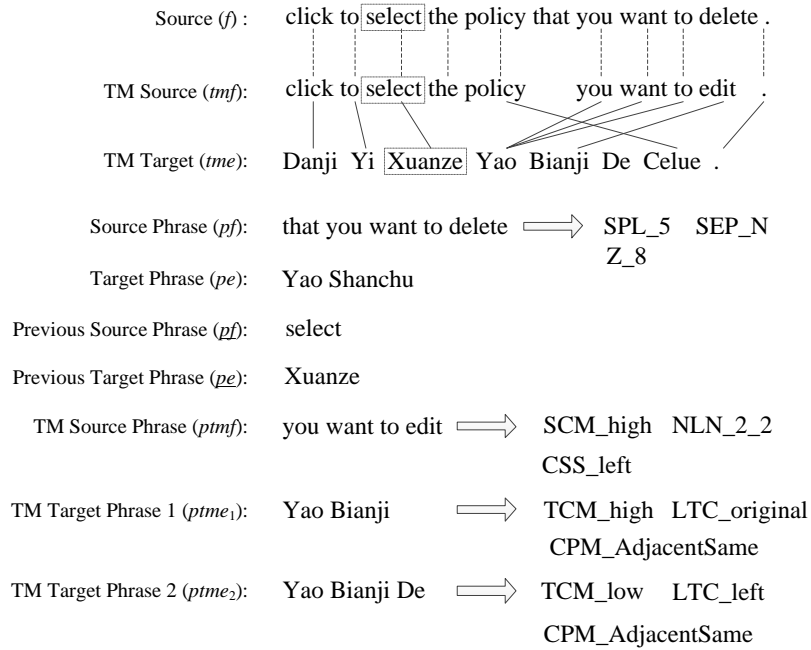 Source (f) : click to select the policy that you want to delete .
TM Source (tmf): click to select the policy you want to edit .
TM Target (tme): Danji Yi Xuanze Yao Bianji De Celue .
Source Phrase (pf): that you want to delete SPL_5 SEP_N
Z_8
Target Phrase (pe): Yao Shanchu
Previous Source Phrase (pf): select
Previous Target Phrase (pe): Xuanze
TM Source Phrase (ptmf): you want to edit SCM_high NLN_2_2
CSS_left
TM Target Phrase 1 (ptme1): Yao Bianji TCM_high LTC_original
CPM_AdjacentSame
TM Target Phrase 2 (ptme2): Yao Bianji De TCM_low LTC_left
CPM_AdjacentSame